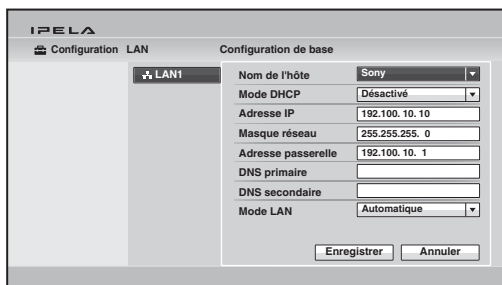 IPELA
Configuration LAN Configuration de base
LAN1
Nom de l'hôte Sony
Mode DHCP Désactivé
Adresse IP 192.100. 10. 10
Masque réseau 255.255.255. 0
Adresse passerelle 192.100. 10. 1
DNS primaire
DNS secondaire
Mode LAN Automatique
Enregistrer Annuler